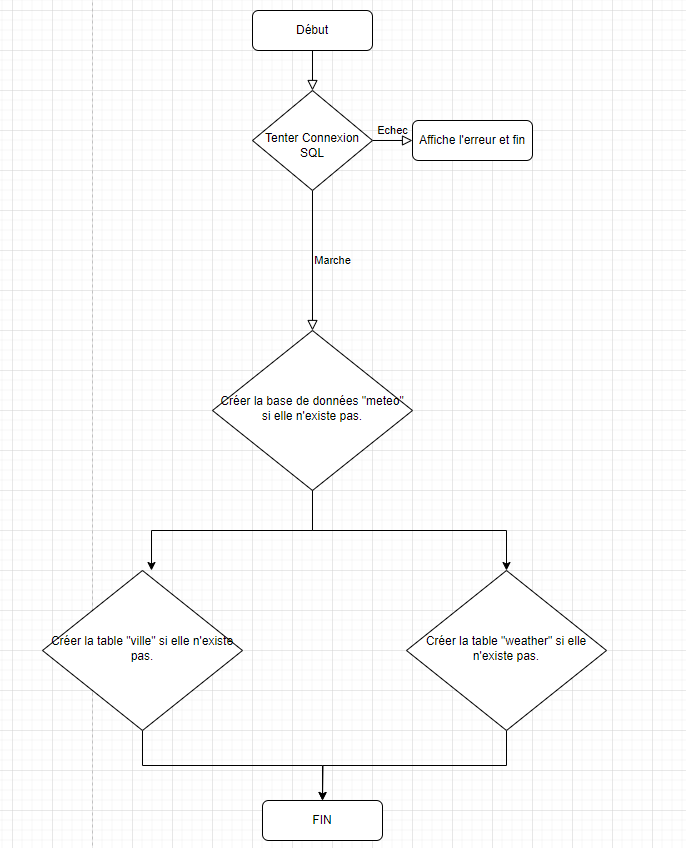 Début
Tenter Connexion
SQL
Echec
Affiche l'erreur et fin
Marche
Créer la base de données "meteo"
si elle n'existe pas.
Créer la table "ville" si elle n'existe
pas.
Créer la table "weather" si elle
n'existe pas.
FIN